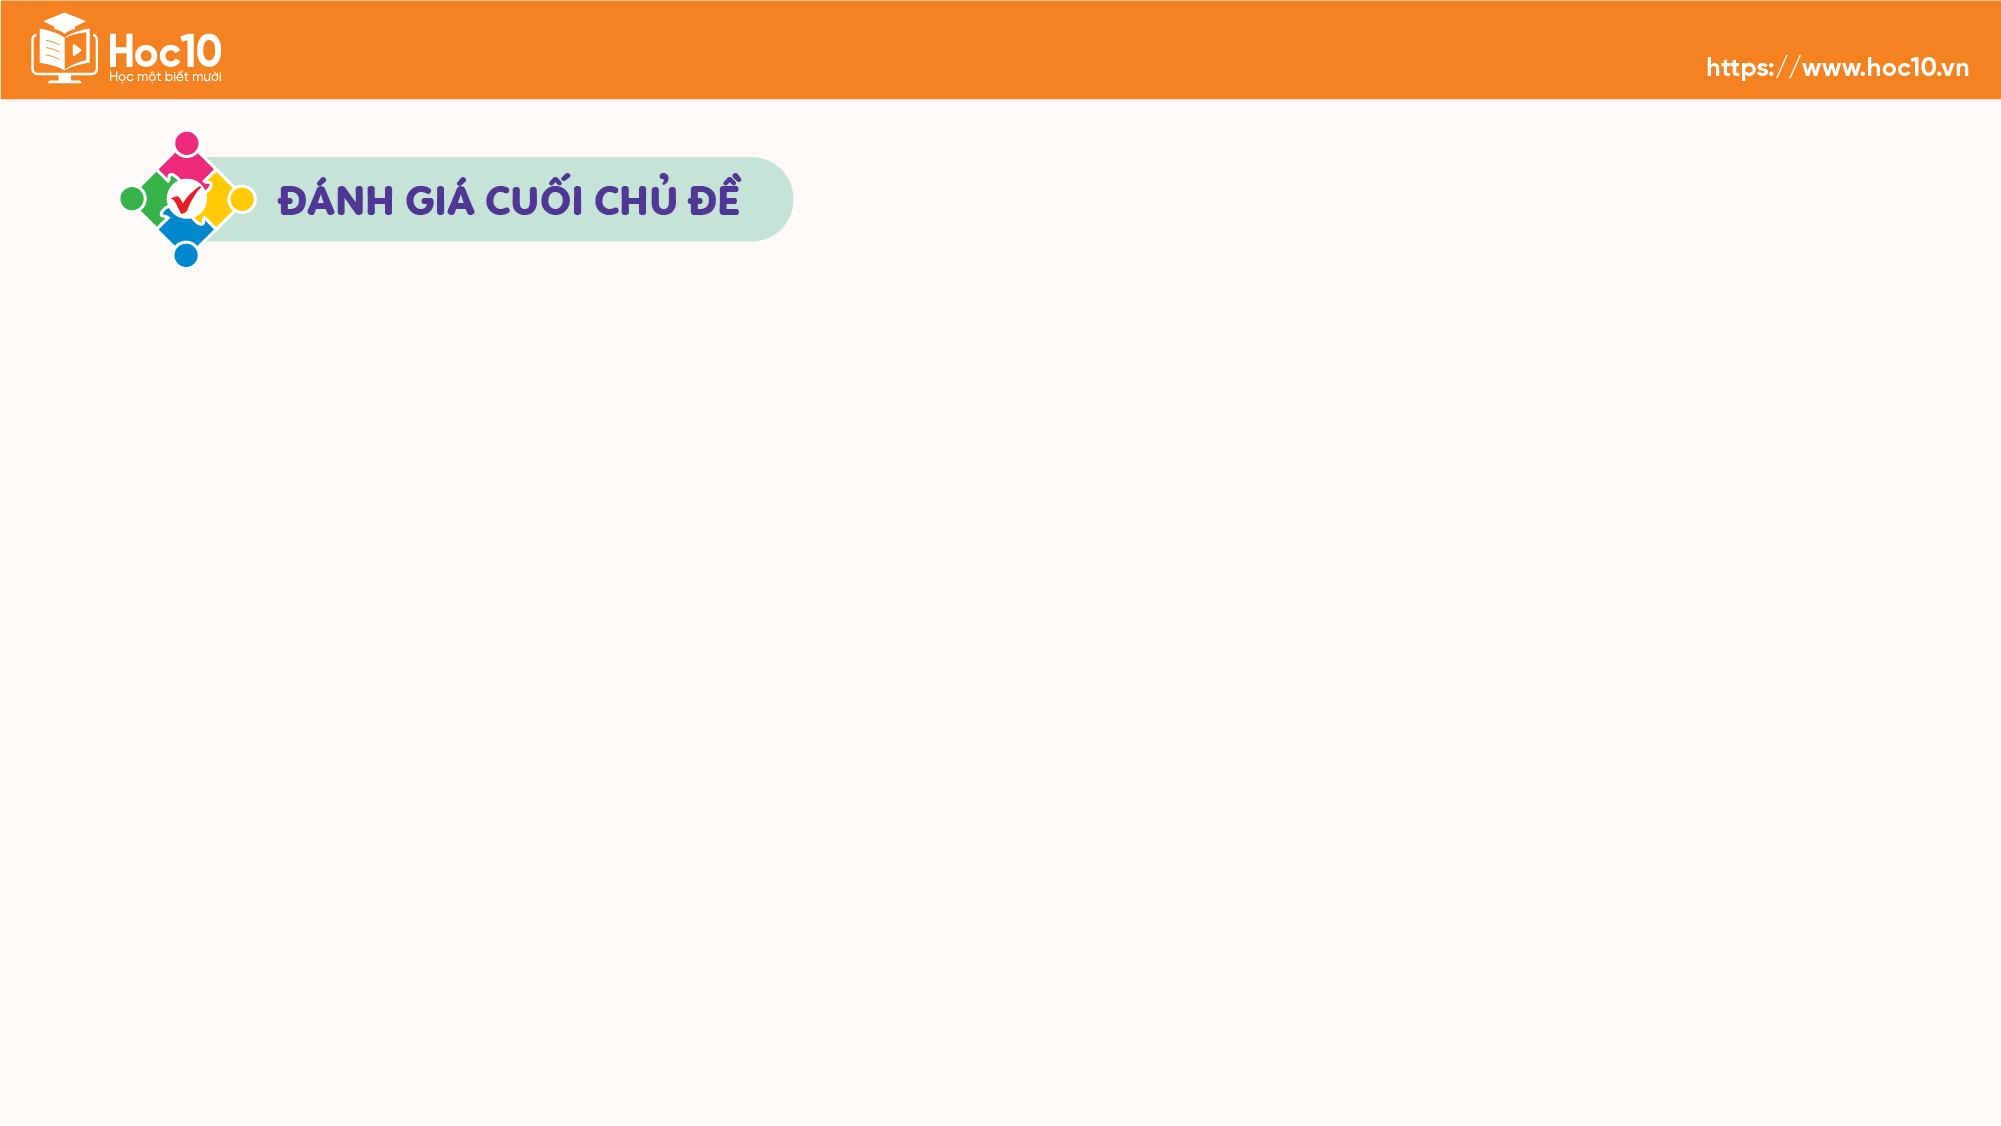 Hoc10
Học một biết mười
https://www.hoc10.vn
ĐÁNH GIÁ CUỐI CHỦ ĐỀ